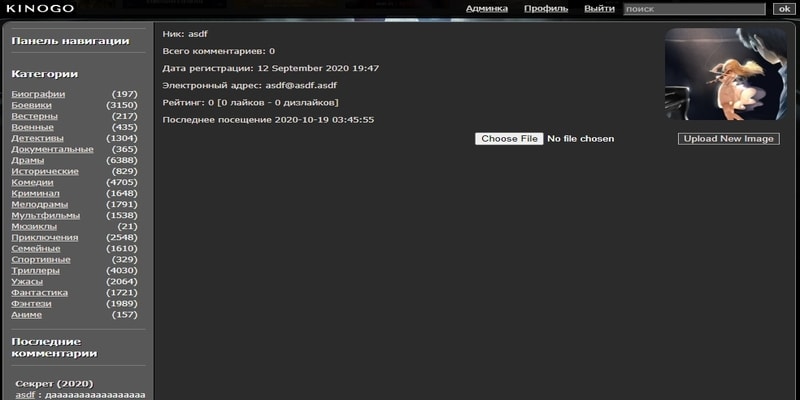 KINOGO
Админка Профиль Выйти поиск ok
Панель навигации
Категории
Биографии (197)
Боевики (3150)
Вестерны (217)
Военные (435)
Детективы (1304)
Документальные (365)
Драмы (6388)
Исторические (829)
Комедии (4705)
Криминал (1648)
Мелодрамы (1791)
Мультфильмы (1538)
Мюзиклы (21)
Приключения (2548)
Семейные (1610)
Спортивные (329)
Триллеры (4030)
Ужасы (2064)
Фантастика (1721)
Фэнтези (1989)
Аниме (157)
Последние
комментарии
Секрет (2020)
asdf : даааааааааааааааа
Ник: asdf
Всего комментариев: 0
Дата регистрации: 12 September 2020 19:47
Электронный адрес: asdf@asdf.asdf
Рейтинг: 0 [0 лайков - 0 дизлайков]
Последнее посещение 2020-10-19 03:45:55
Choose File No file chosen
Upload New Image